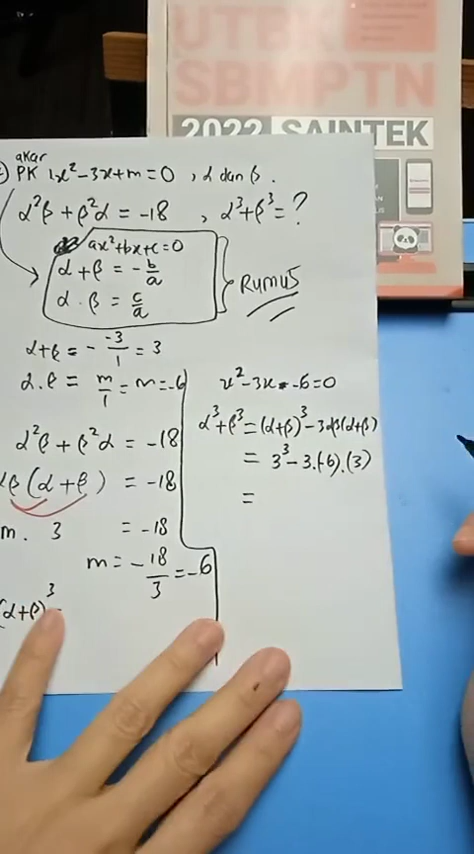 UTBK
SBMPTN
2022 SAINTEK
akar
PK 1x² - 3x + m = 0 , α dan β .
α²β + β²α = -18 , α³ + β³ = ?
ax² + bx + c = 0
α + β = - b/a
α . β = c/a
Rumus
α + β = - -3/1 = 3
α . β = m/1 = m = -6
α²β + β²α = -18
αβ (α + β) = -18
m . 3 = -18
m = - 18/3 = -6
(α+β)³
x² - 3x - 6 = 0
α³ + β³ = (α+β)³ - 3αβ(α+β)
= 3³ - 3.(-6).(3)
=